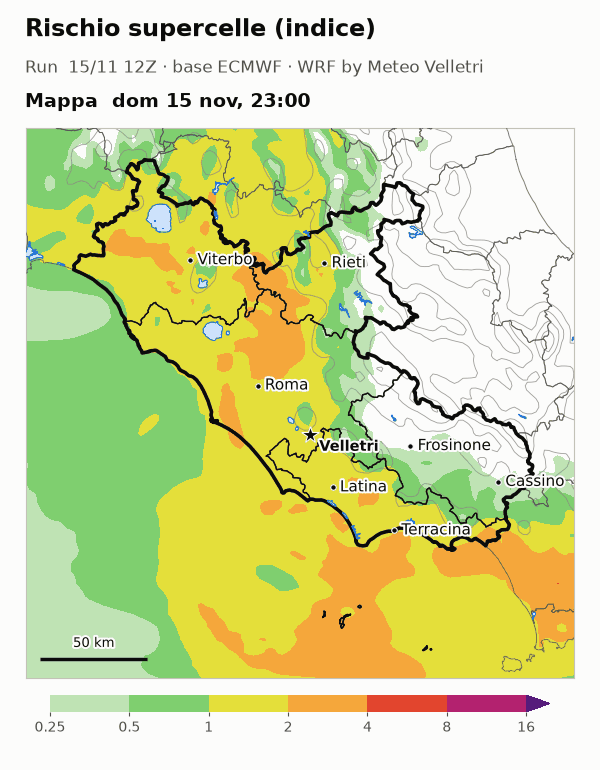 Rischio supercelle (indice)
Run  15/11 12Z · base ECMWF · WRF by Meteo Velletri
Mappa  dom 15 nov, 23:00
Viterbo
Rieti
Roma
Velletri
Frosinone
Cassino
Latina
Terracina
50 km
0.25 0.5 1 2 4 8 16